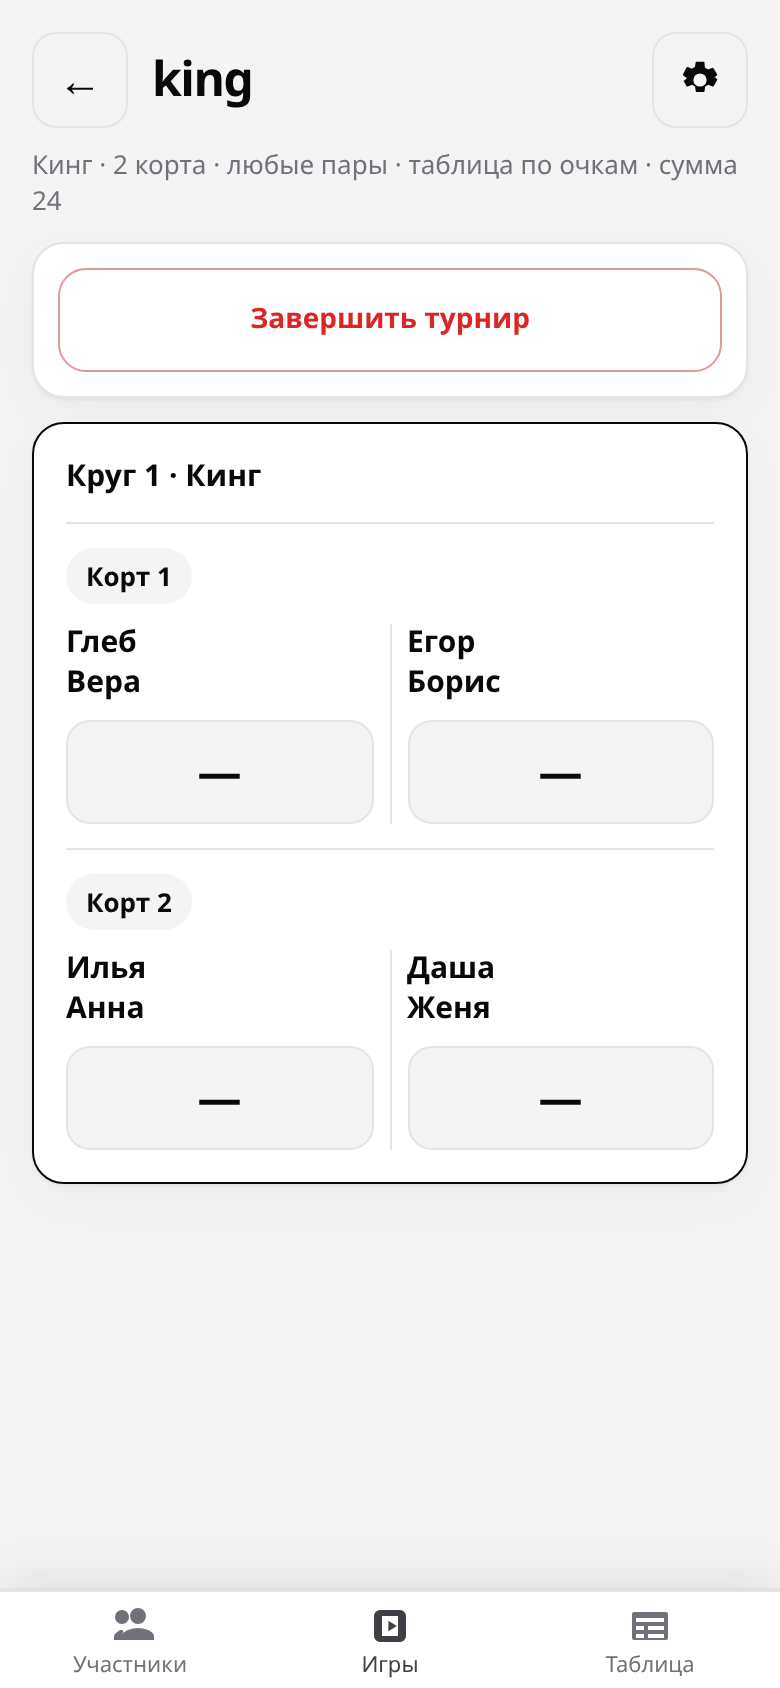 ← king
Кинг · 2 корта · любые пары · таблица по очкам · сумма
24
Завершить турнир
Круг 1 · Кинг
Корт 1
Глеб
Вера
Егор
Борис
—
—
Корт 2
Илья
Анна
Даша
Женя
—
—
Участники
Игры
Таблица